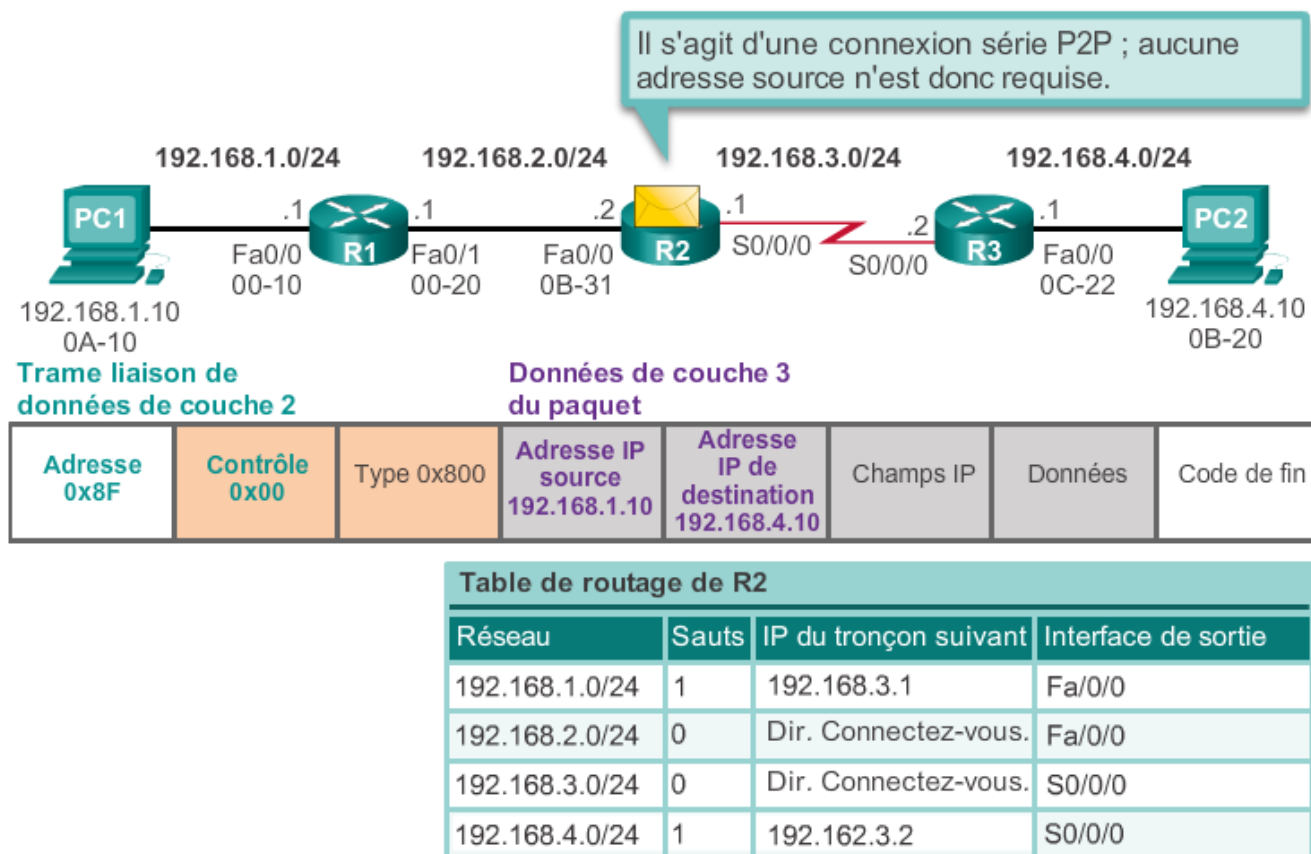 Il s'agit d'une connexion série P2P ; aucune
adresse source n'est donc requise.
192.168.1.0/24 192.168.2.0/24 192.168.3.0/24 192.168.4.0/24
PC1 .1 R1 .1 .2 R2 .1 .2 R3 .1 PC2
Fa0/0 Fa0/1 Fa0/0 S0/0/0 S0/0/0 Fa0/0
00-10 00-20 0B-31 0C-22
192.168.1.10 192.168.4.10
0A-10 0B-20
Trame liaison de
données de couche 2
Données de couche 3
du paquet
Adresse
0x8F
Contrôle
0x00
Type 0x800
Adresse IP
source
192.168.1.10
Adresse
IP de
destination
192.168.4.10
Champs IP
Données
Code de fin
Table de routage de R2
Réseau Sauts IP du tronçon suivant Interface de sortie
192.168.1.0/24 1 192.168.3.1 Fa/0/0
192.168.2.0/24 0 Dir. Connectez-vous. Fa/0/0
192.168.3.0/24 0 Dir. Connectez-vous. S0/0/0
192.168.4.0/24 1 192.162.3.2 S0/0/0